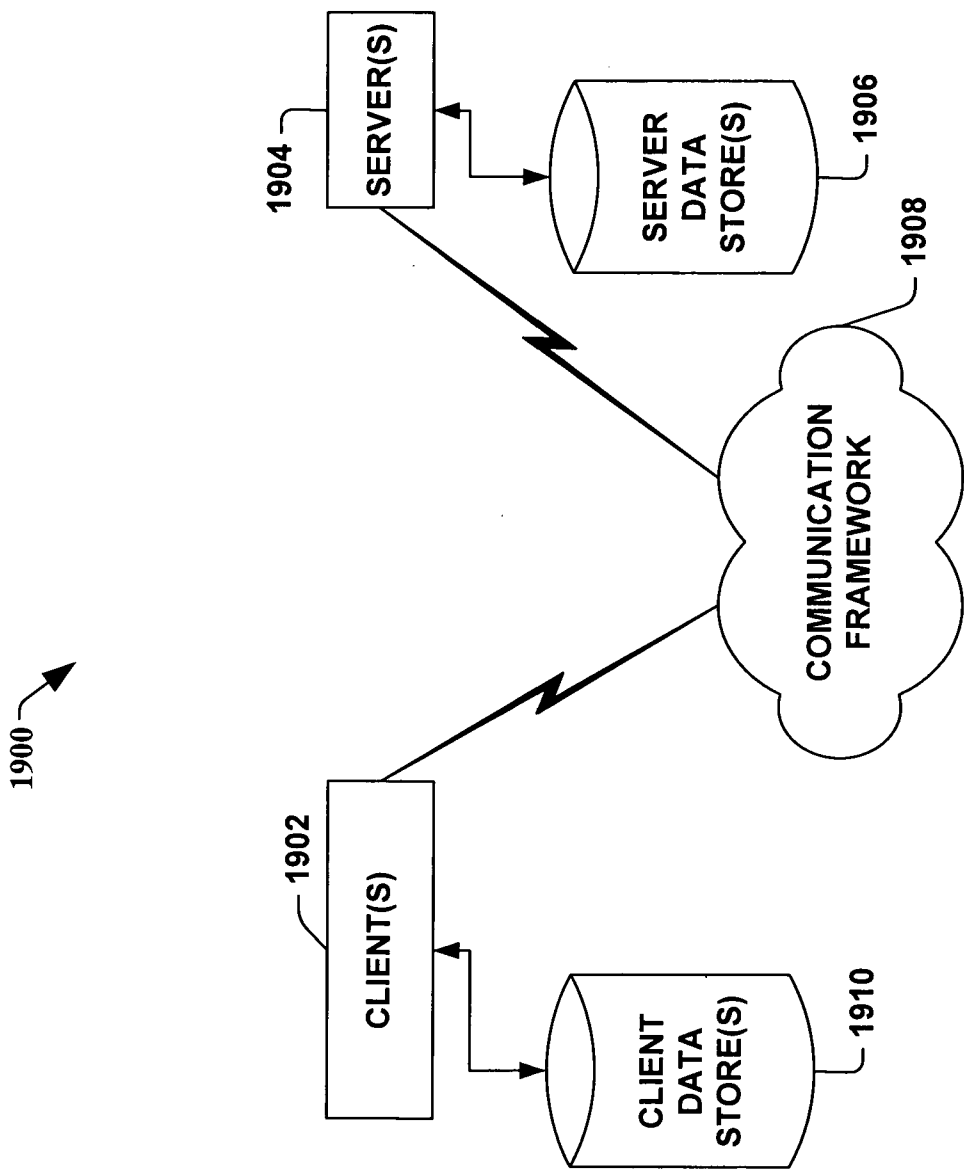 1900
1902
CLIENT(S)
1904
SERVER(S)
CLIENT
DATA
STORE(S)
1910
SERVER
DATA
STORE(S)
1906
COMMUNICATION
FRAMEWORK
1908